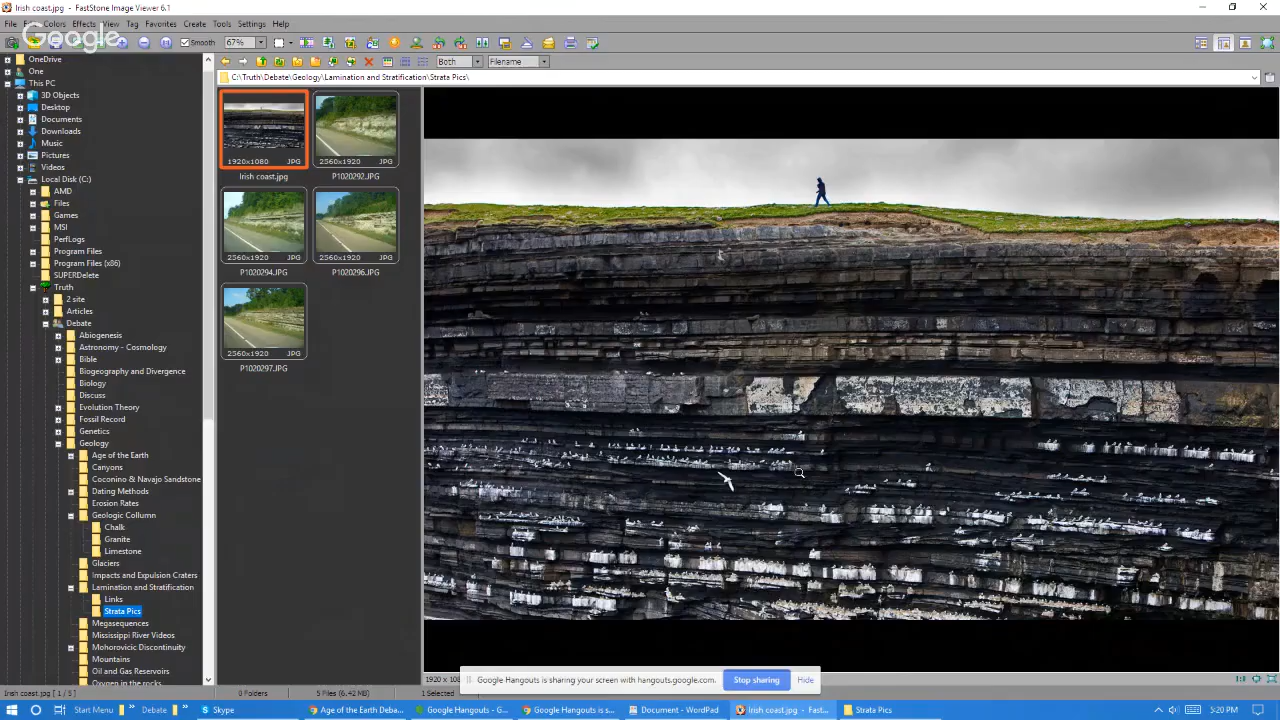 Irish coast.jpg - FastStone Image Viewer 6.1
File Colors Effects View Tag Favorites Create Tools Settings Help
Google
Smooth 67%
Both Filename
C:\Truth\Debate\Geology\Lamination and Stratification\Strata Pics\
OneDrive
One
This PC
3D Objects
Desktop
Documents
Downloads
Music
Pictures
Videos
Local Disk (C:)
AMD
Files
Games
MSI
PerfLogs
Program Files
Program Files (x86)
SUPERDelete
Truth
2 site
Articles
Debate
Abiogenesis
Astronomy - Cosmology
Bible
Biogeography and Divergence
Biology
Discuss
Evolution Theory
Fossil Record
Genetics
Geology
Age of the Earth
Canyons
Coconino & Navajo Sandstone
Dating Methods
Erosion Rates
Geologic Collumn
Chalk
Granite
Limestone
Glaciers
Impacts and Expulsion Craters
Lamination and Stratification
Links
Strata Pics
Megasequences
Mississippi River Videos
Mohorovicic Discontinuity
Mountains
Oil and Gas Reservoirs
Oxygen in the rocks
1920x1080 JPG
Irish coast.jpg
2560x1920 JPG
P1020292.JPG
2560x1920 JPG
P1020294.JPG
2560x1920 JPG
P1020296.JPG
2560x1920 JPG
P1020297.JPG
1920 x 108
1:1
Google Hangouts is sharing your screen with hangouts.google.com.
Stop sharing
Hide
Irish coast.jpg [ 1 / 5 ]
0 Folders
5 Files (6.42 MB)
1 Selected
Start Menu
Debate
Skype
Age of the Earth Deba...
Google Hangouts - G...
Google Hangouts is s...
Document - WordPad
Irish coast.jpg - Fast...
Strata Pics
5:20 PM